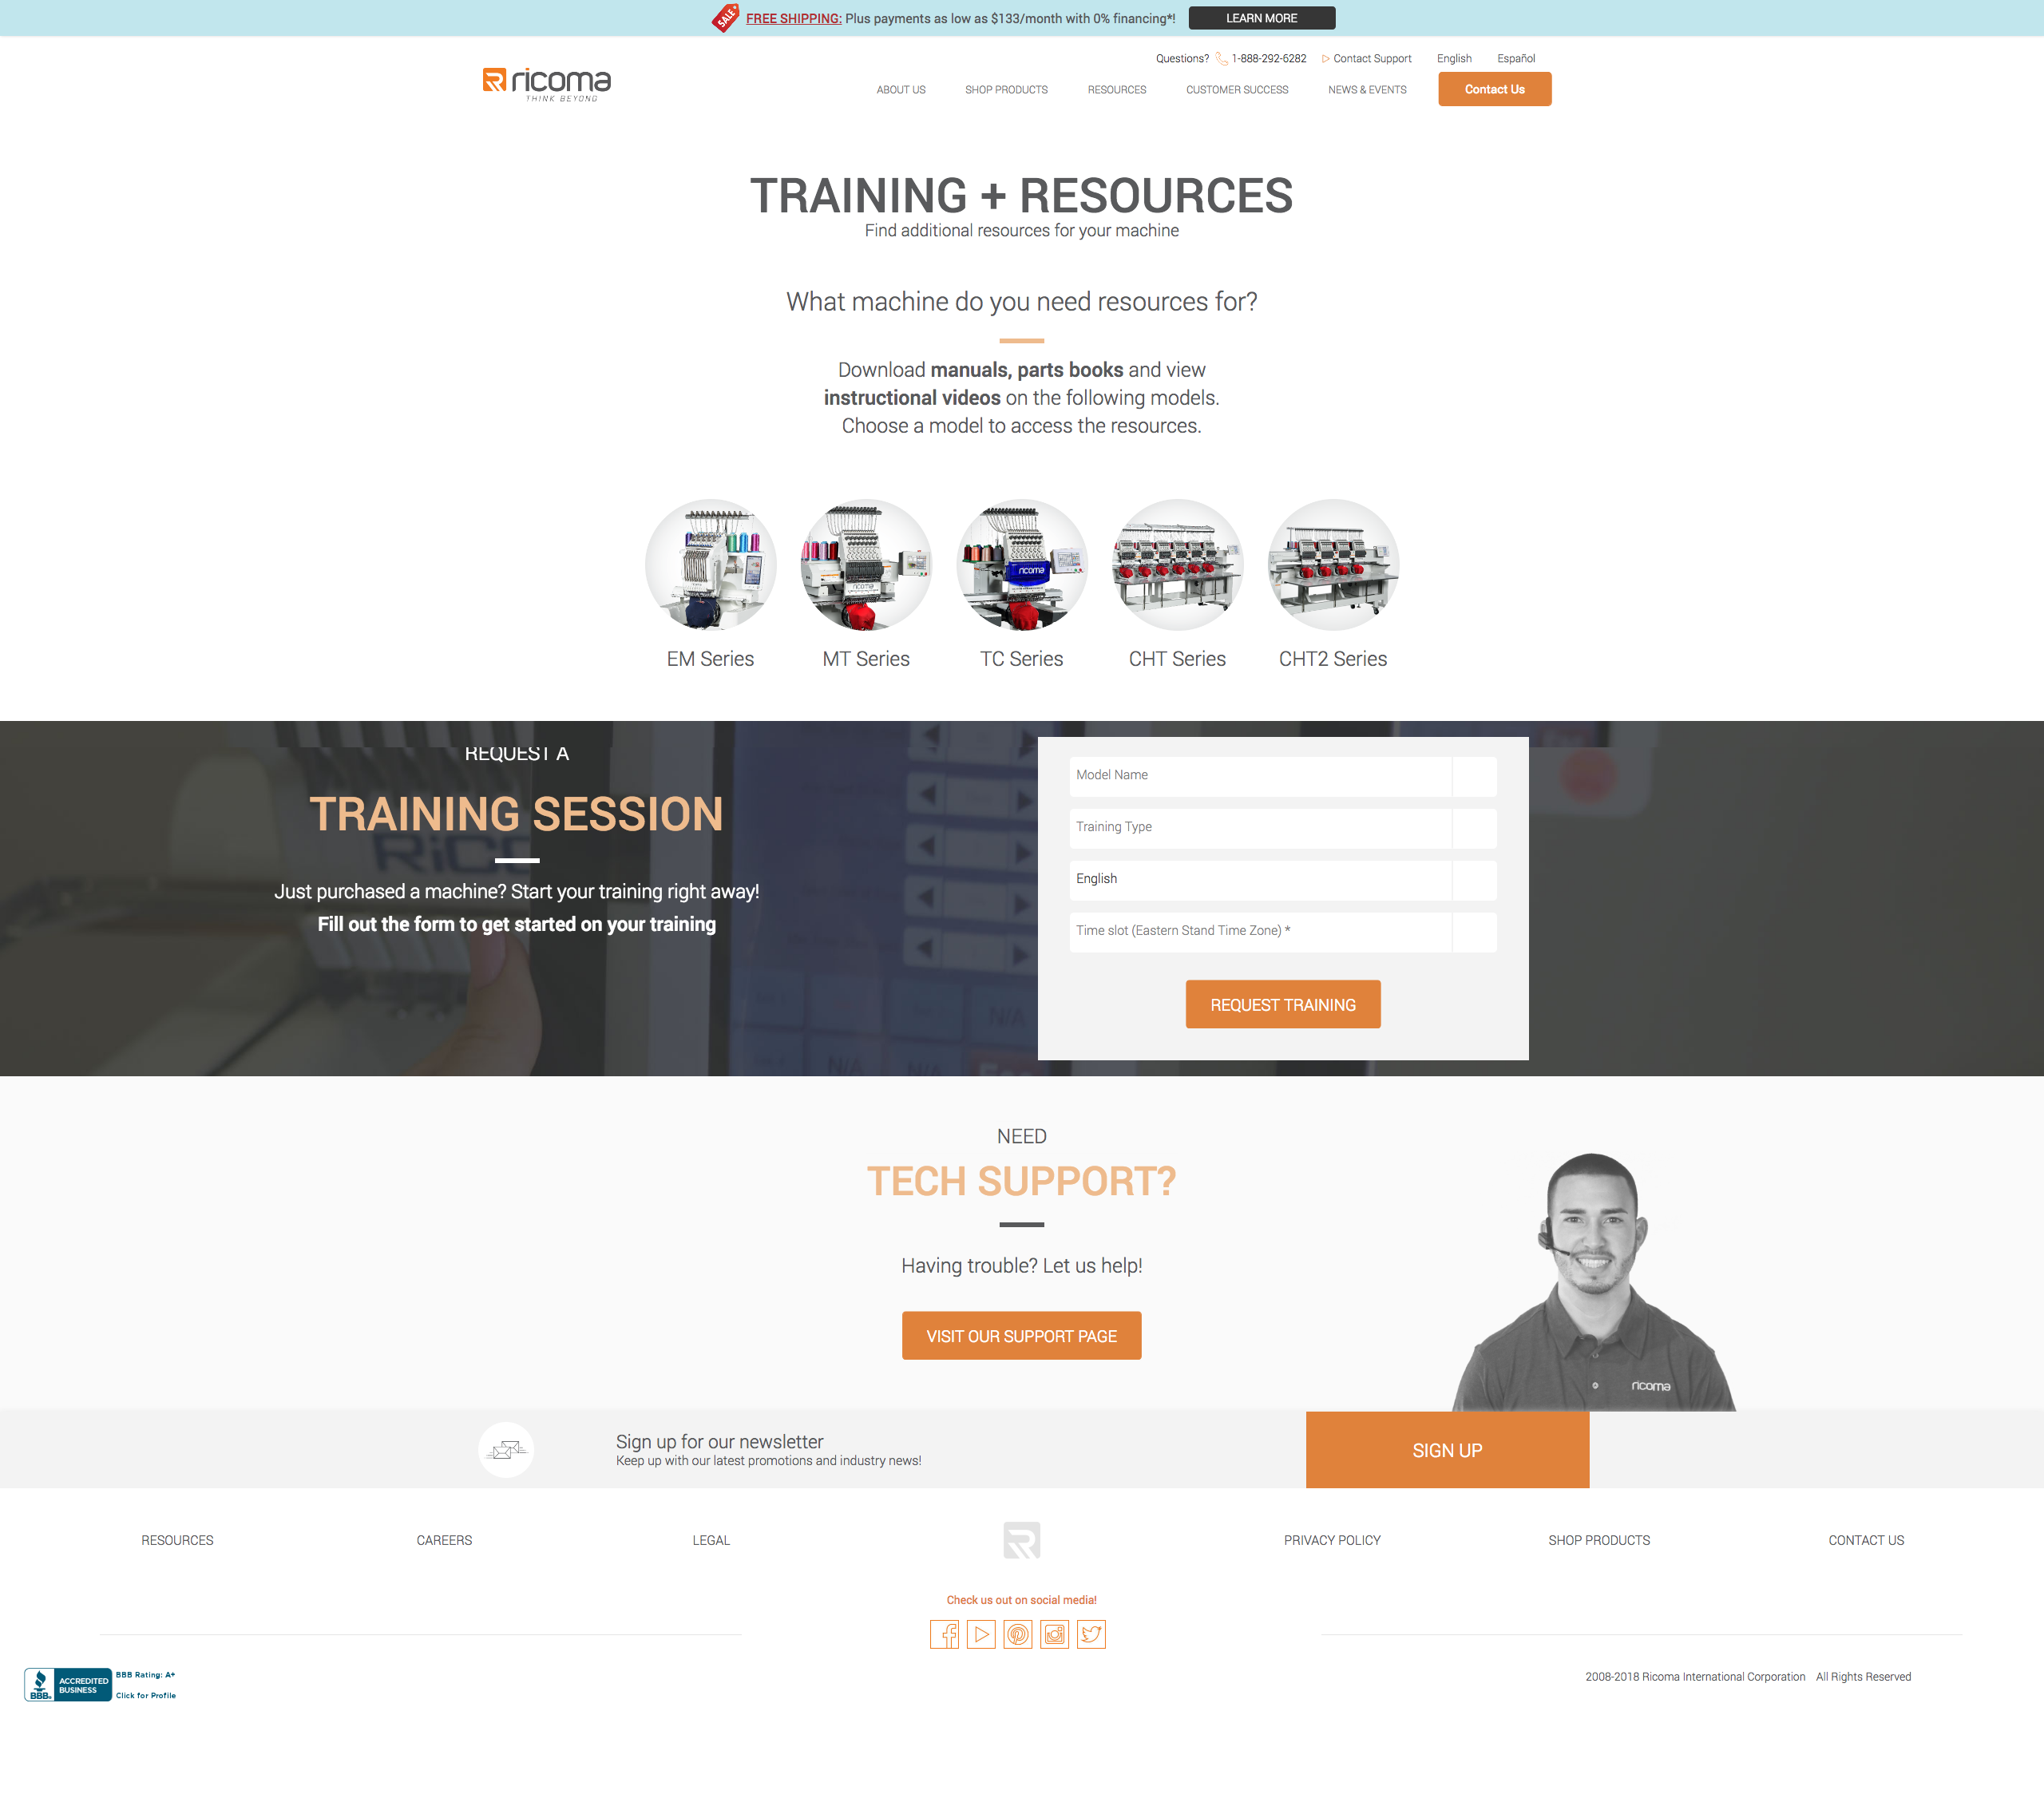 SALE
FREE SHIPPING: Plus payments as low as $133/month with 0% financing*!
LEARN MORE
Questions? 1-888-292-6282
Contact Support
English
Español
ricoma
THINK BEYOND
ABOUT US
SHOP PRODUCTS
RESOURCES
CUSTOMER SUCCESS
NEWS & EVENTS
Contact Us
TRAINING + RESOURCES
Find additional resources for your machine
What machine do you need resources for?
Download manuals, parts books and view
instructional videos on the following models.
Choose a model to access the resources.
ricoma
ricoma
EM Series
MT Series
TC Series
CHT Series
CHT2 Series
REQUEST A
TRAINING SESSION
Just purchased a machine? Start your training right away!
Fill out the form to get started on your training
N/A
N/A
N/A
Model Name
Training Type
English
Time slot (Eastern Stand Time Zone) *
REQUEST TRAINING
NEED
TECH SUPPORT?
Having trouble? Let us help!
VISIT OUR SUPPORT PAGE
ricoma
Sign up for our newsletter
Keep up with our latest promotions and industry news!
SIGN UP
RESOURCES
CAREERS
LEGAL
PRIVACY POLICY
SHOP PRODUCTS
CONTACT US
Check us out on social media!
BBB.
ACCREDITED
BUSINESS
BBB Rating: A+
Click for Profile
2008-2018 Ricoma International Corporation All Rights Reserved